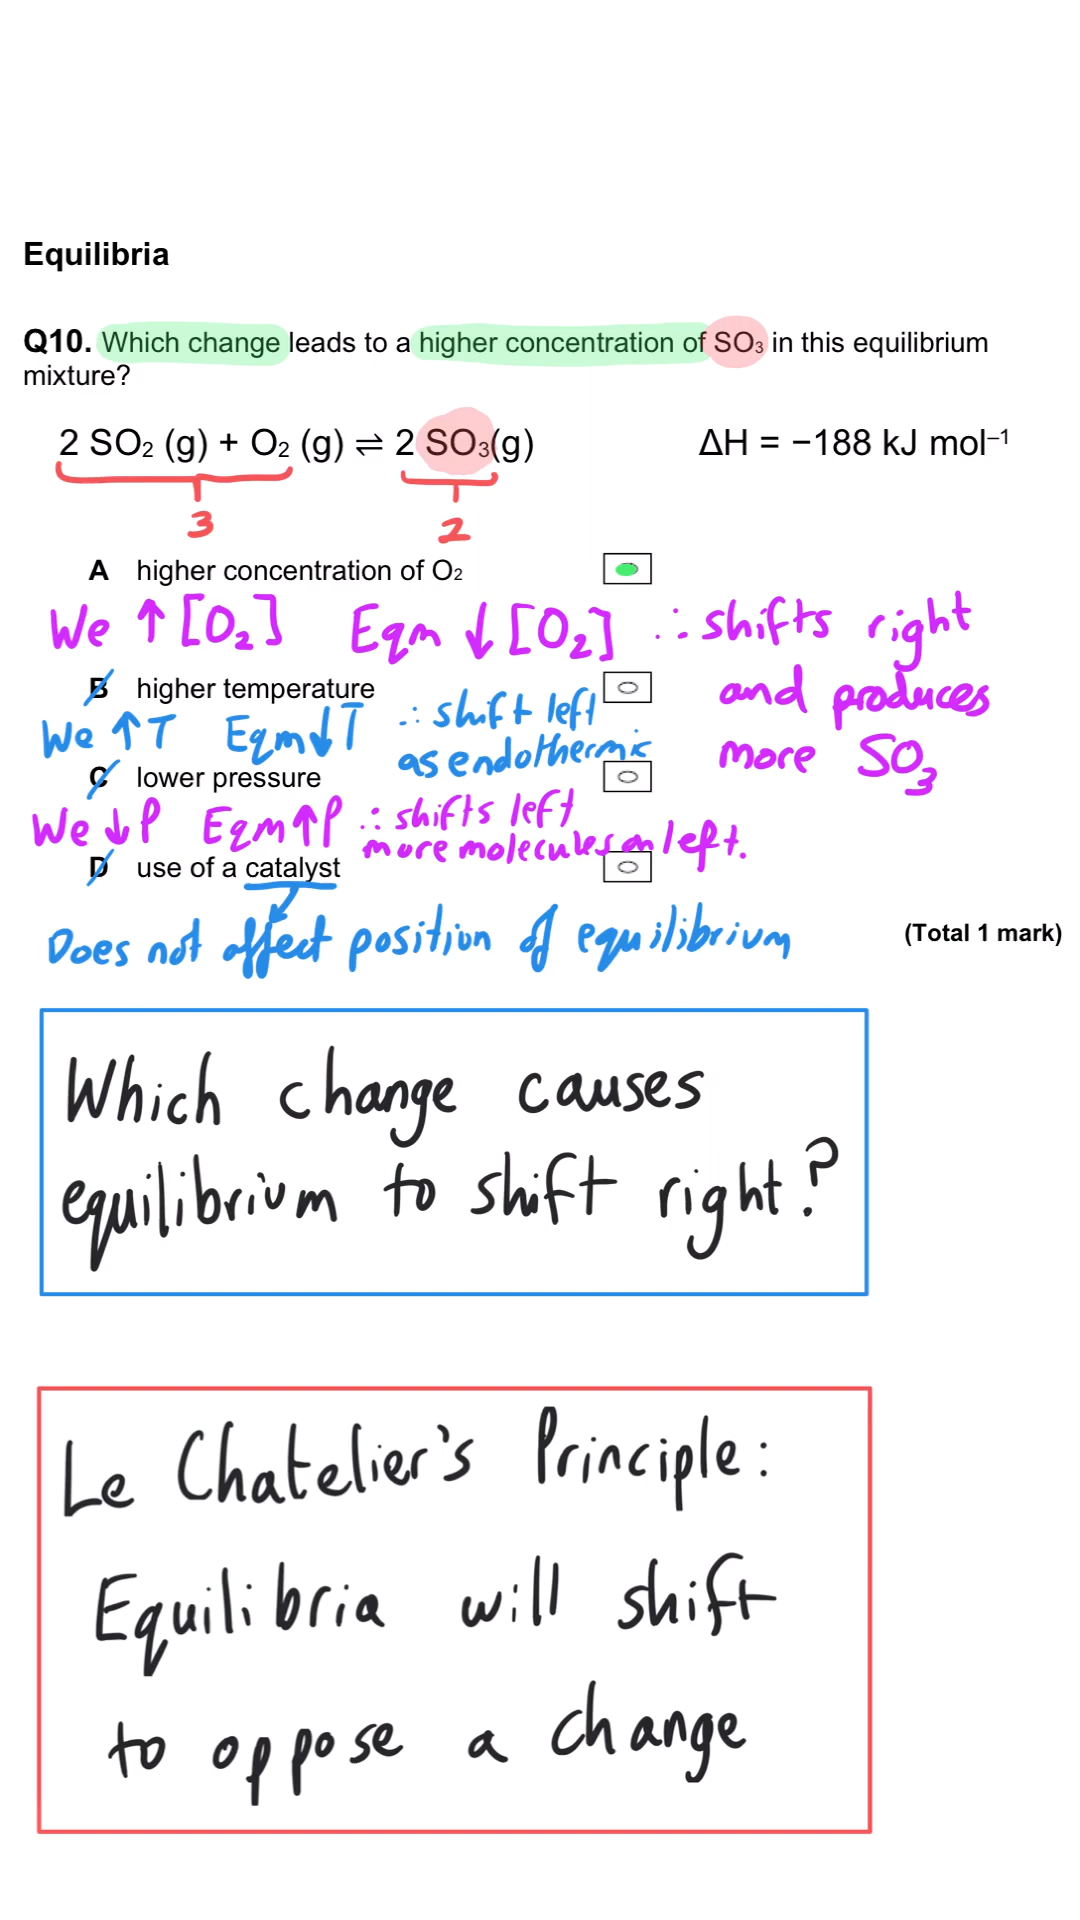 Equilibria
Q10. Which change leads to a higher concentration of SO₃ in this equilibrium
mixture?
2 SO₂ (g) + O₂ (g) ⇌ 2 SO₃(g) ΔH = −188 kJ mol⁻¹
3 2
A higher concentration of O₂
We ↑ [O₂] Eqm ↓ [O₂] ∴ shifts right
and produces
more SO₃
B higher temperature
We ↑ T Eqm ↓ T ∴ shift left
as endothermic
C lower pressure
We ↓ P Eqm ↑ P ∴ shifts left
more molecules on left.
D use of a catalyst
Does not affect position of equilibrium
(Total 1 mark)
Which change causes
equilibrium to shift right?
Le Chatelier's Principle:
Equilibria will shift
to oppose a change